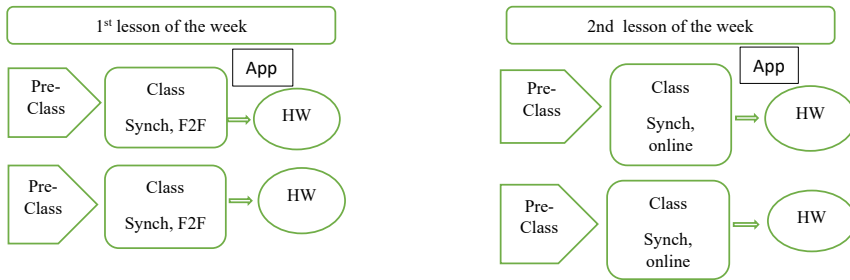 1st lesson of the week
App
Pre-
Class
Class
Synch, F2F
HW
Pre-
Class
Class
Synch, F2F
HW
2nd lesson of the week
App
Pre-
Class
Class
Synch,
online
HW
Pre-
Class
Class
Synch,
online
HW